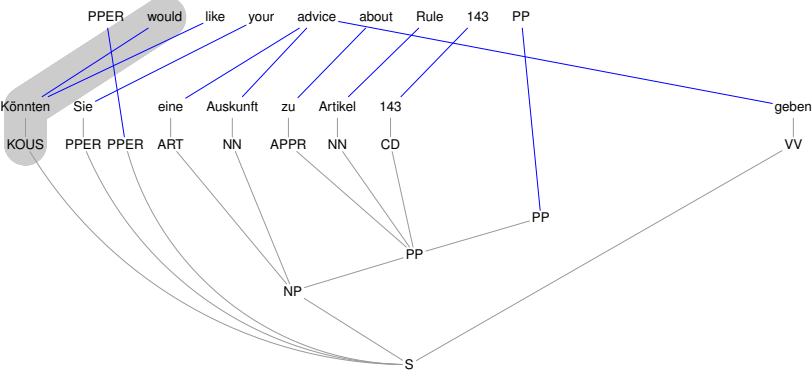 PPER would like your advice about Rule 143 PP
Könnten Sie eine Auskunft zu Artikel 143 geben
KOUS PPER PPER ART NN APPR NN CD VV
PP
PP
NP
S